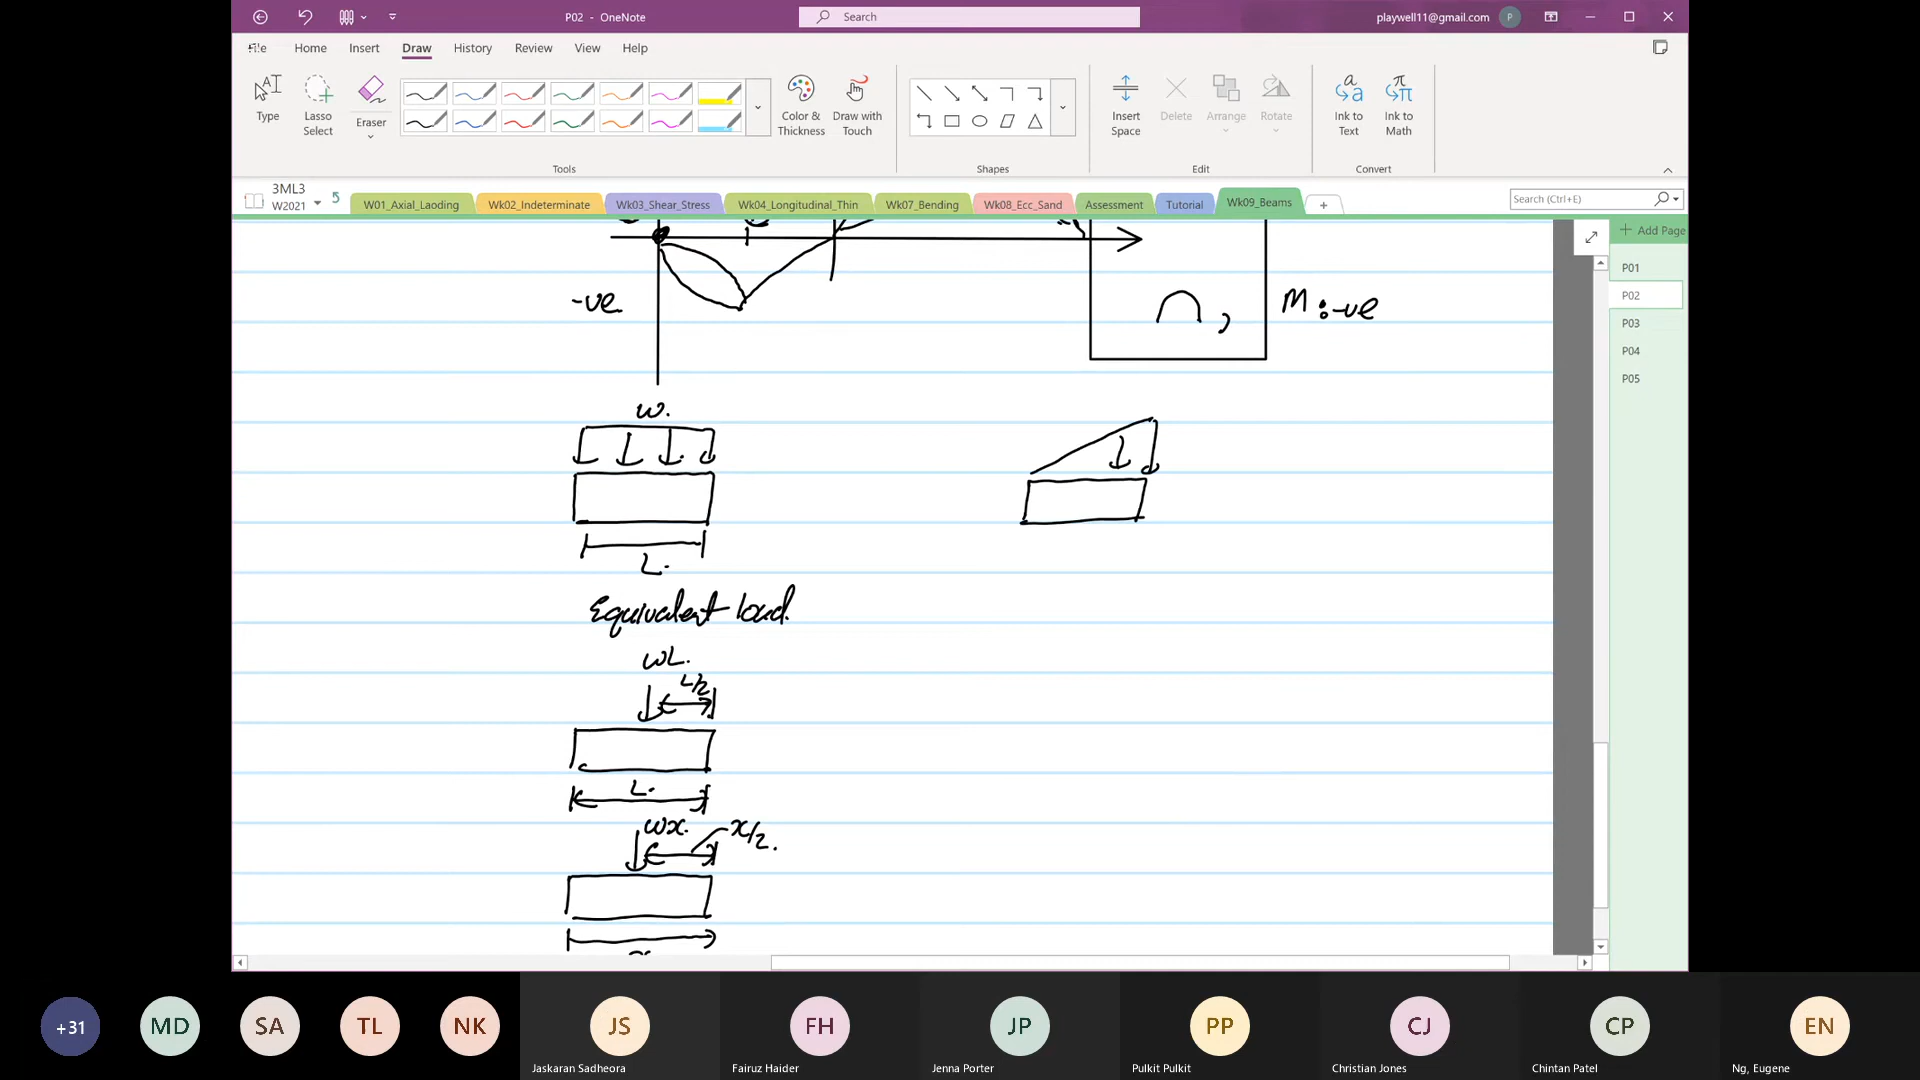 P02 - OneNote
Search
playwell11@gmail.com
P
File Home Insert Draw History Review View Help
Type
Lasso Select
Eraser
Color & Thickness
Draw with Touch
Insert Space
Delete
Arrange
Rotate
Ink to Text
Ink to Math
Tools
Shapes
Edit
Convert
3ML3 W2021
W01_Axial_Laoding
W02_Indeterminate
Wk03_Shear_Stress
Wk04_Longitudinal_Thin
Wk07_Bending
Wk08_Ecc_Sand
Assessment
Tutorial
Wk09_Beams
Search (Ctrl+E)
Add Page
P01
P02
P03
P04
P05
-ve
M : -ve
w.
L.
Equivalent load.
wL.
L/2
L.
wx.
x/2.
+31
MD
SA
TL
NK
JS
FH
JP
PP
CJ
CP
EN
Jaskaran Sadheora
Fairuz Haider
Jenna Porter
Pulkit Pulkit
Christian Jones
Chintan Patel
Ng, Eugene